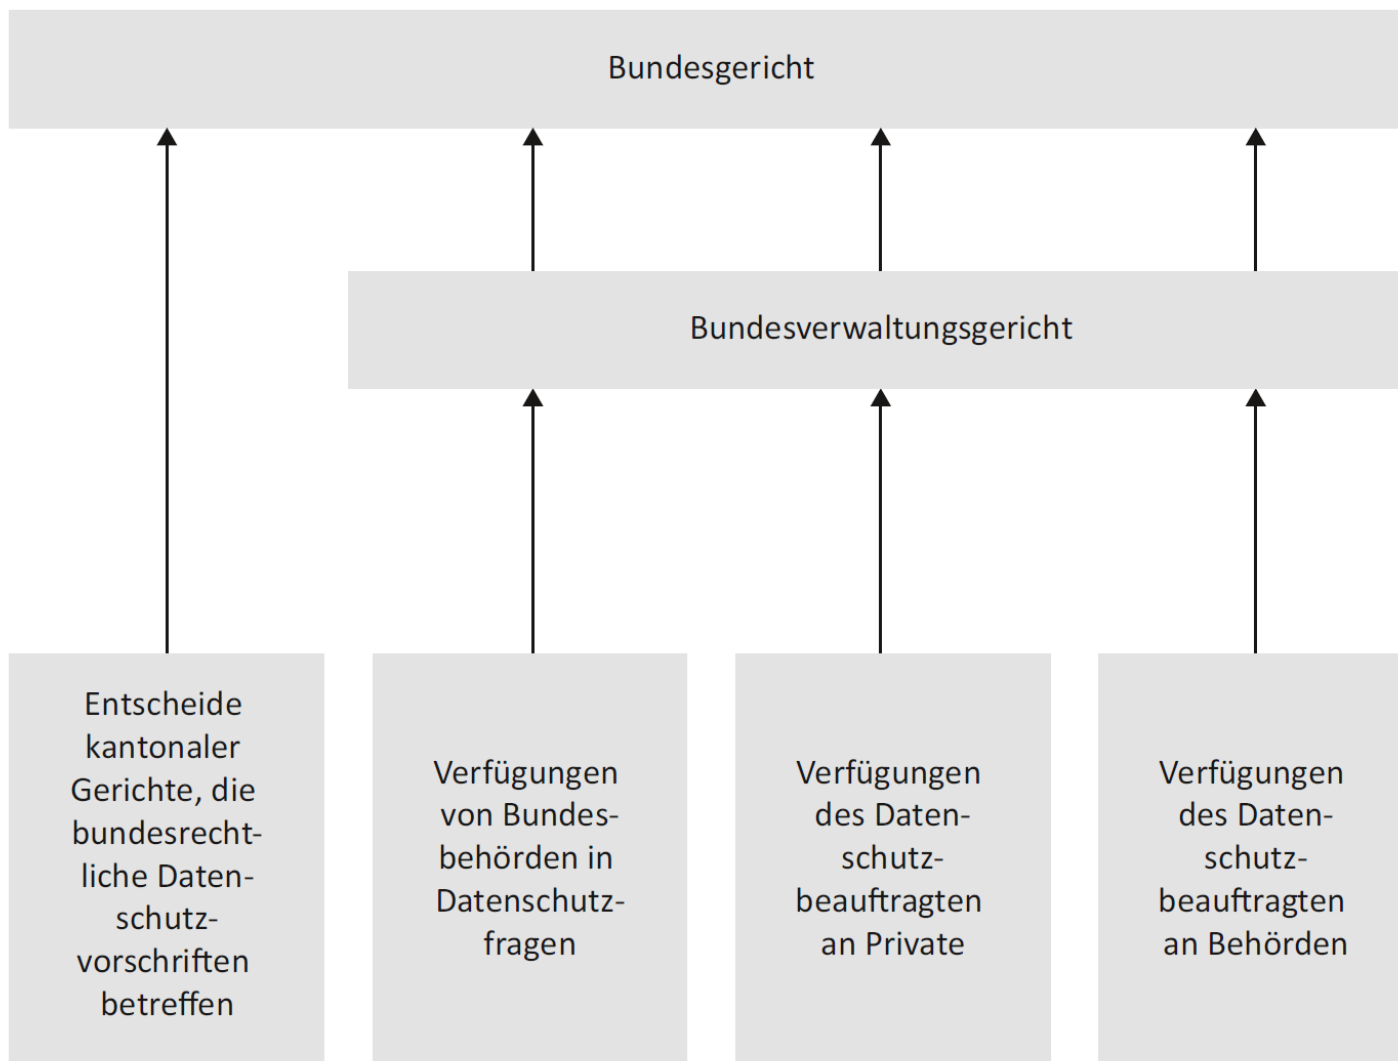 Bundesgericht
Bundesverwaltungsgericht
Entscheide
kantonaler
Gerichte, die
bundesrecht-
liche Daten-
schutz-
vorschriften
betreffen
Verfügungen
von Bundes-
behörden in
Datenschutz-
fragen
Verfügungen
des Daten-
schutz-
beauftragten
an Private
Verfügungen
des Daten-
schutz-
beauftragten
an Behörden